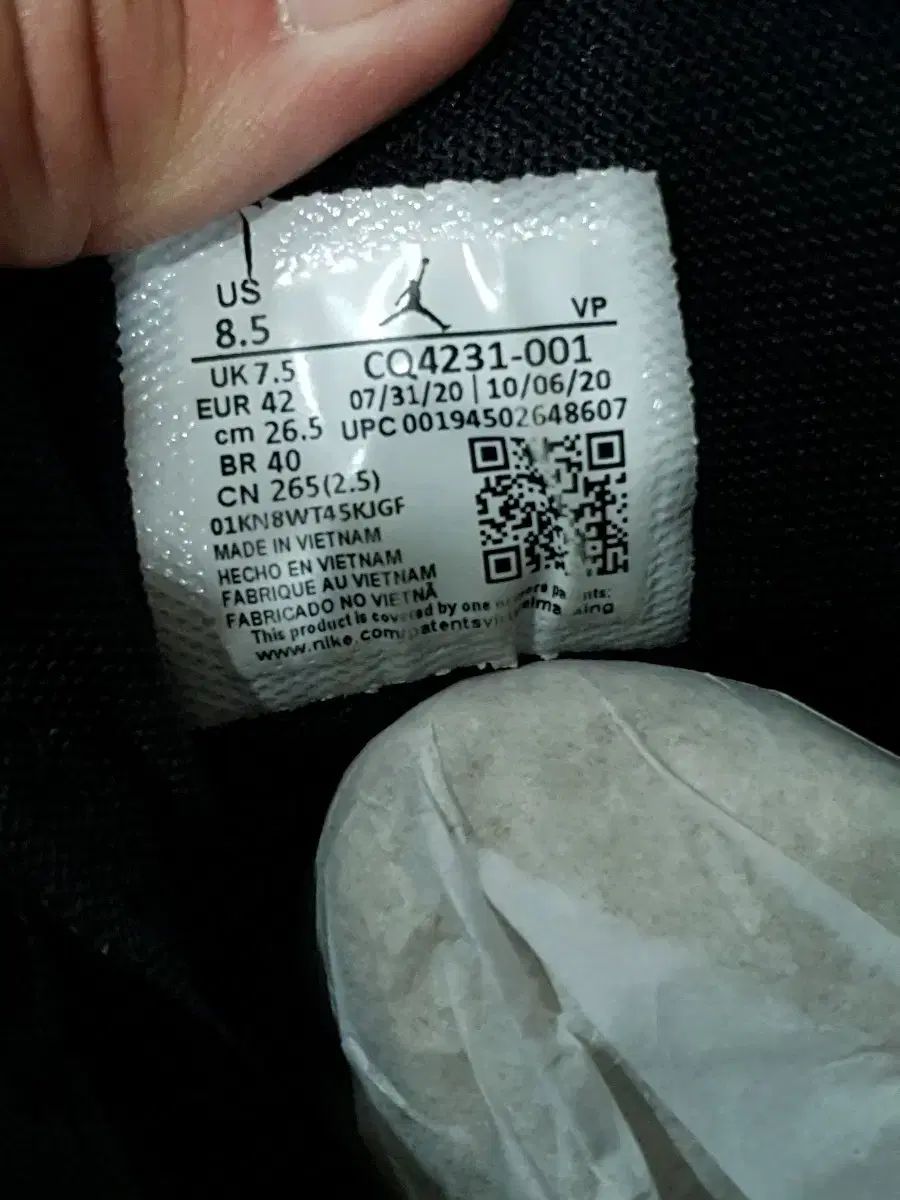 US
8.5
VP
UK 7.5
CQ4231-001
EUR 42
07/31/20 | 10/06/20
cm 26.5
UPC 00194502648607
BR 40
CN 265(2.5)
01KN8WT45KJGF
MADE IN VIETNAM
HECHO EN VIETNAM
FABRIQUE AU VIETNAM
FABRICADO NO VIETNÃ
This product is covered by one or more
www.nike.com/patents